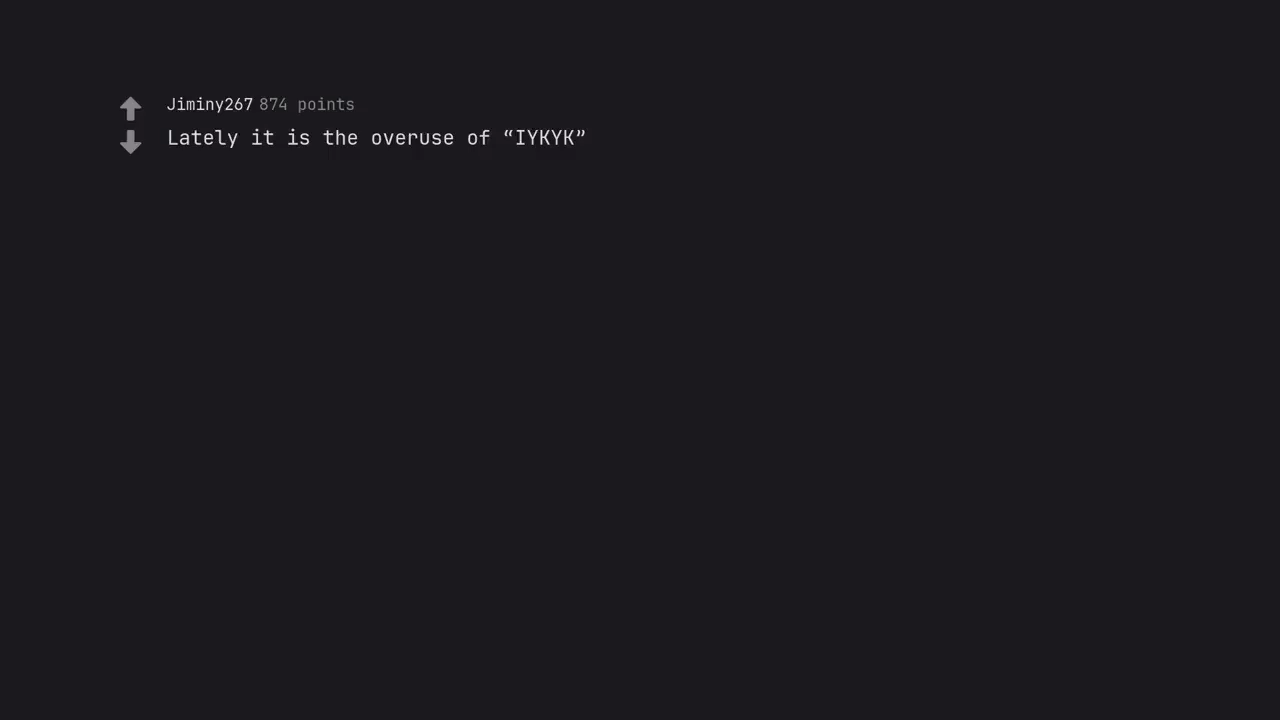 Jiminy267 874 points
Lately it is the overuse of “IYKYK”